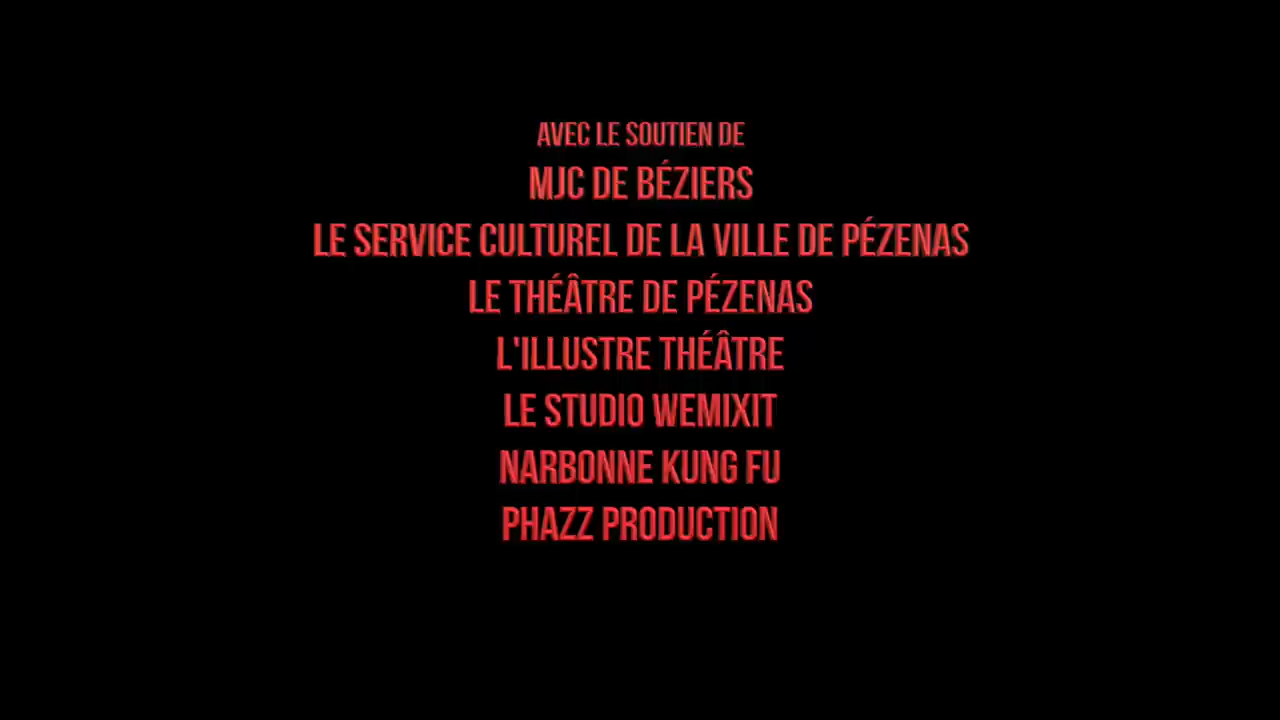 AVEC LE SOUTIEN DE
MJC DE BÉZIERS
LE SERVICE CULTUREL DE LA VILLE DE PÉZENAS
LE THÉÂTRE DE PÉZENAS
L'ILLUSTRE THÉÂTRE
LE STUDIO WEMIXIT
NARBONNE KUNG FU
PHAZZ PRODUCTION